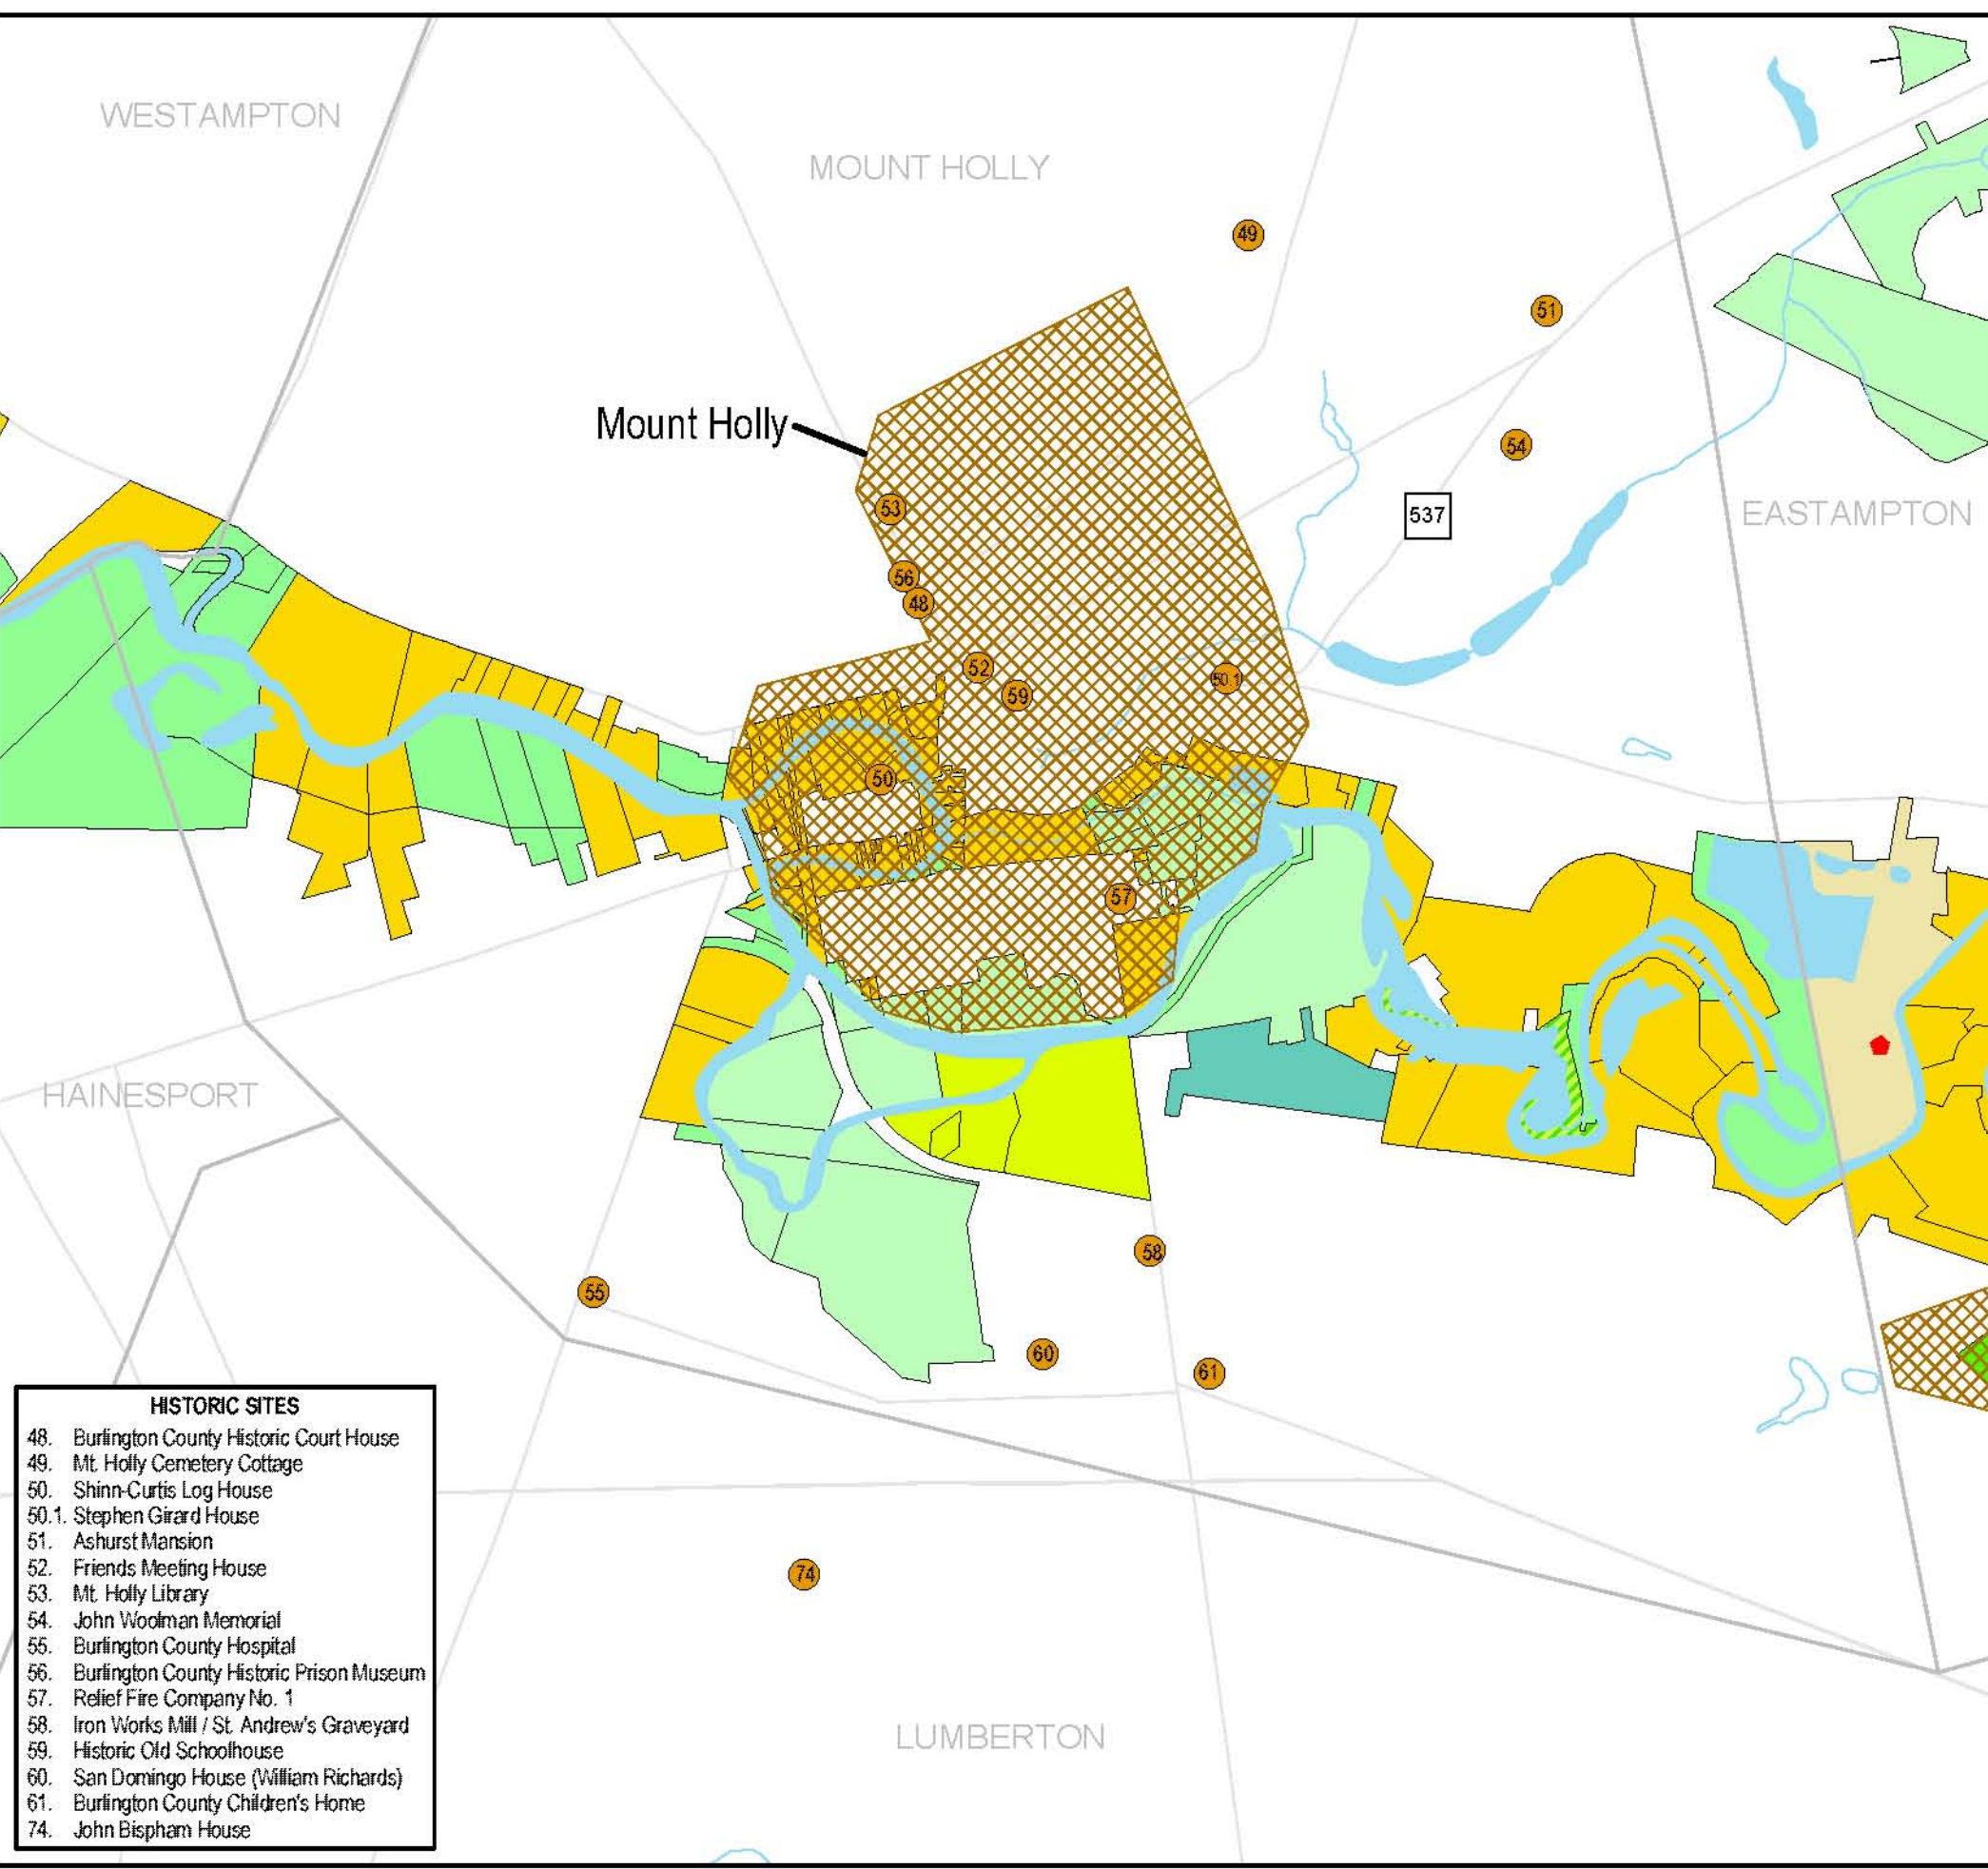 WESTAMPTON
MOUNT HOLLY
49
51
Mount Holly
54
53
537
EASTAMPTON
56
48
52
59
50.1
50
57
HAINESPORT
58
55
60
61
HISTORIC SITES
48. Burlington County Historic Court House
49. Mt. Holly Cemetery Cottage
50. Shinn-Curtis Log House
50.1. Stephen Girard House
51. Ashurst Mansion
52. Friends Meeting House
53. Mt. Holly Library
54. John Woolman Memorial
55. Burlington County Hospital
56. Burlington County Historic Prison Museum
57. Relief Fire Company No. 1
58. Iron Works Mill / St. Andrew's Graveyard
59. Historic Old Schoolhouse
60. San Domingo House (William Richards)
61. Burlington County Children's Home
74. John Bispham House
74
LUMBERTON